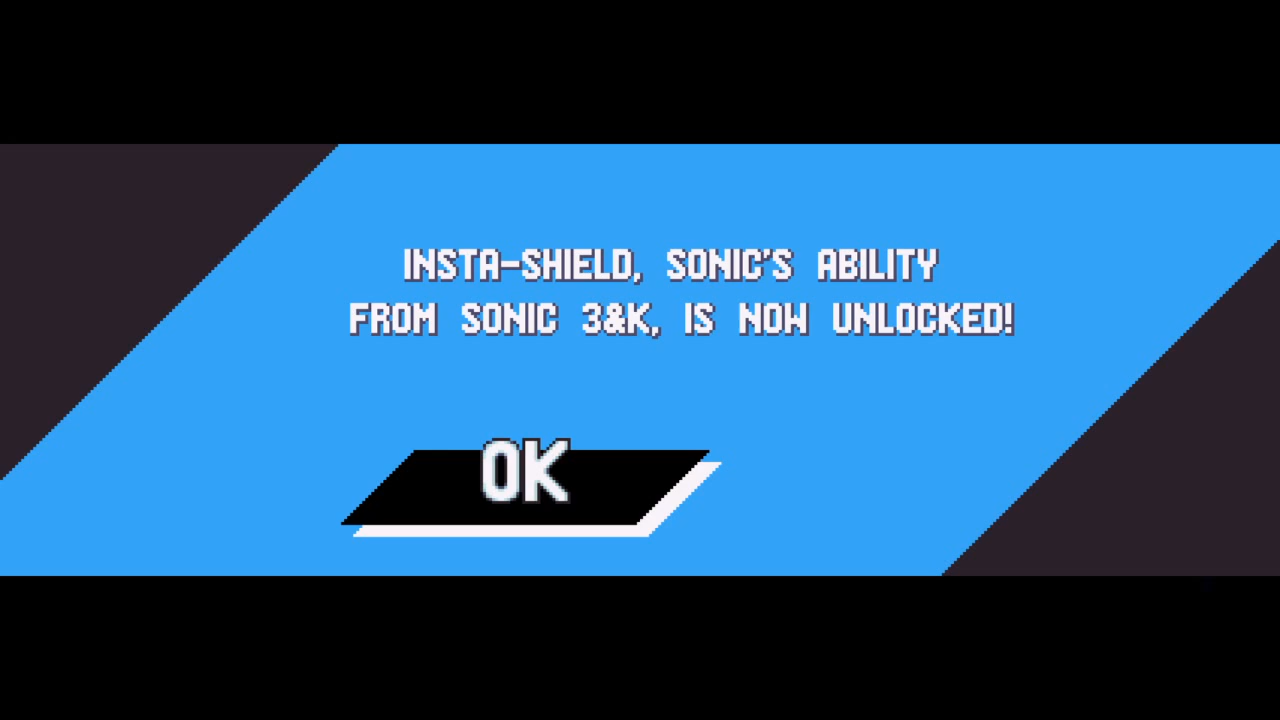 INSTA-SHIELD, SONIC'S ABILITY
FROM SONIC 3&K, IS NOW UNLOCKED!
OK